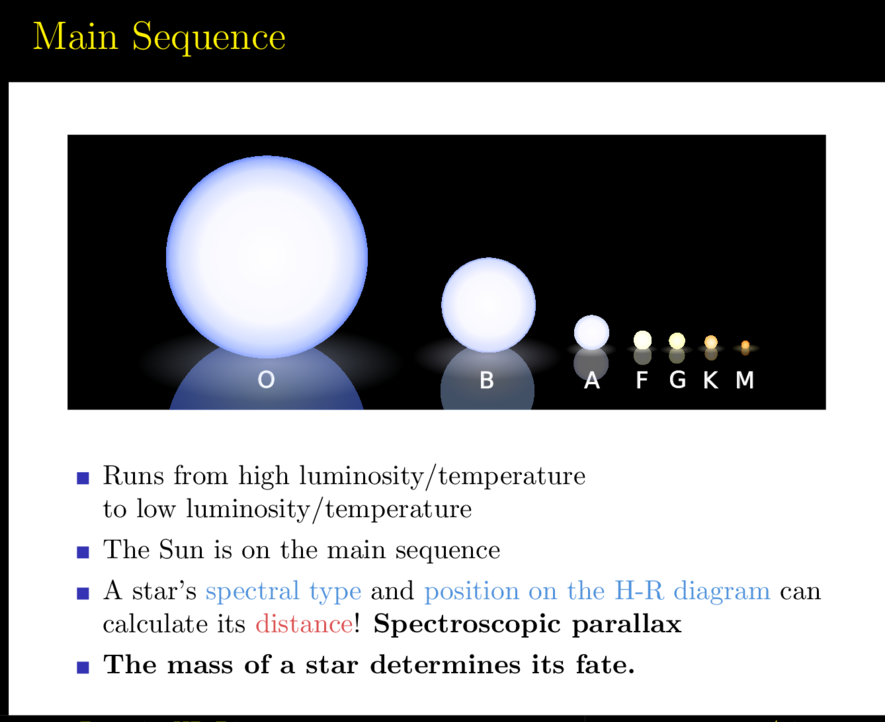 Main Sequence
O B A F G K M
Runs from high luminosity/temperature
to low luminosity/temperature
The Sun is on the main sequence
A star's spectral type and position on the H-R diagram can
calculate its distance! Spectroscopic parallax
The mass of a star determines its fate.